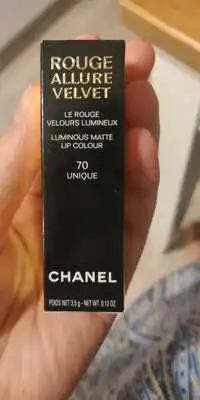 ROUGE
ALLURE
VELVET
LE ROUGE
VELOURS LUMINEUX
LUMINOUS MATTE
LIP COLOUR
70
UNIQUE
CHANEL
POIDS NET 3,5g - NET WT. 0.12 OZ